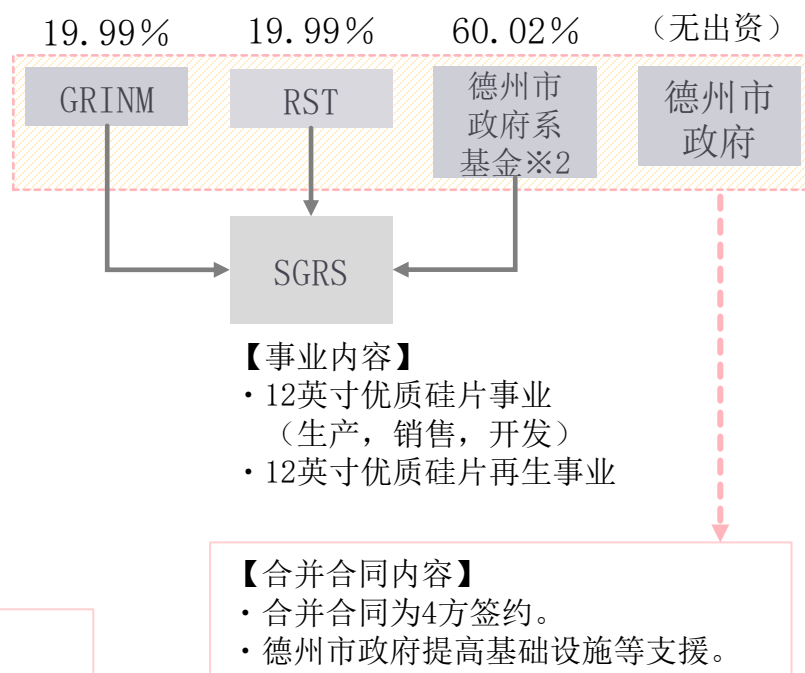 19.99% 19.99% 60.02% （无出资）
GRINM
RST
德州市
政府系
基金※2
德州市
政府
SGRS
【事业内容】
・12英寸优质硅片事业
（生产，销售，开发）
・12英寸优质硅片再生事业
【合并合同内容】
・合并合同为4方签约。
・德州市政府提高基础设施等支援。